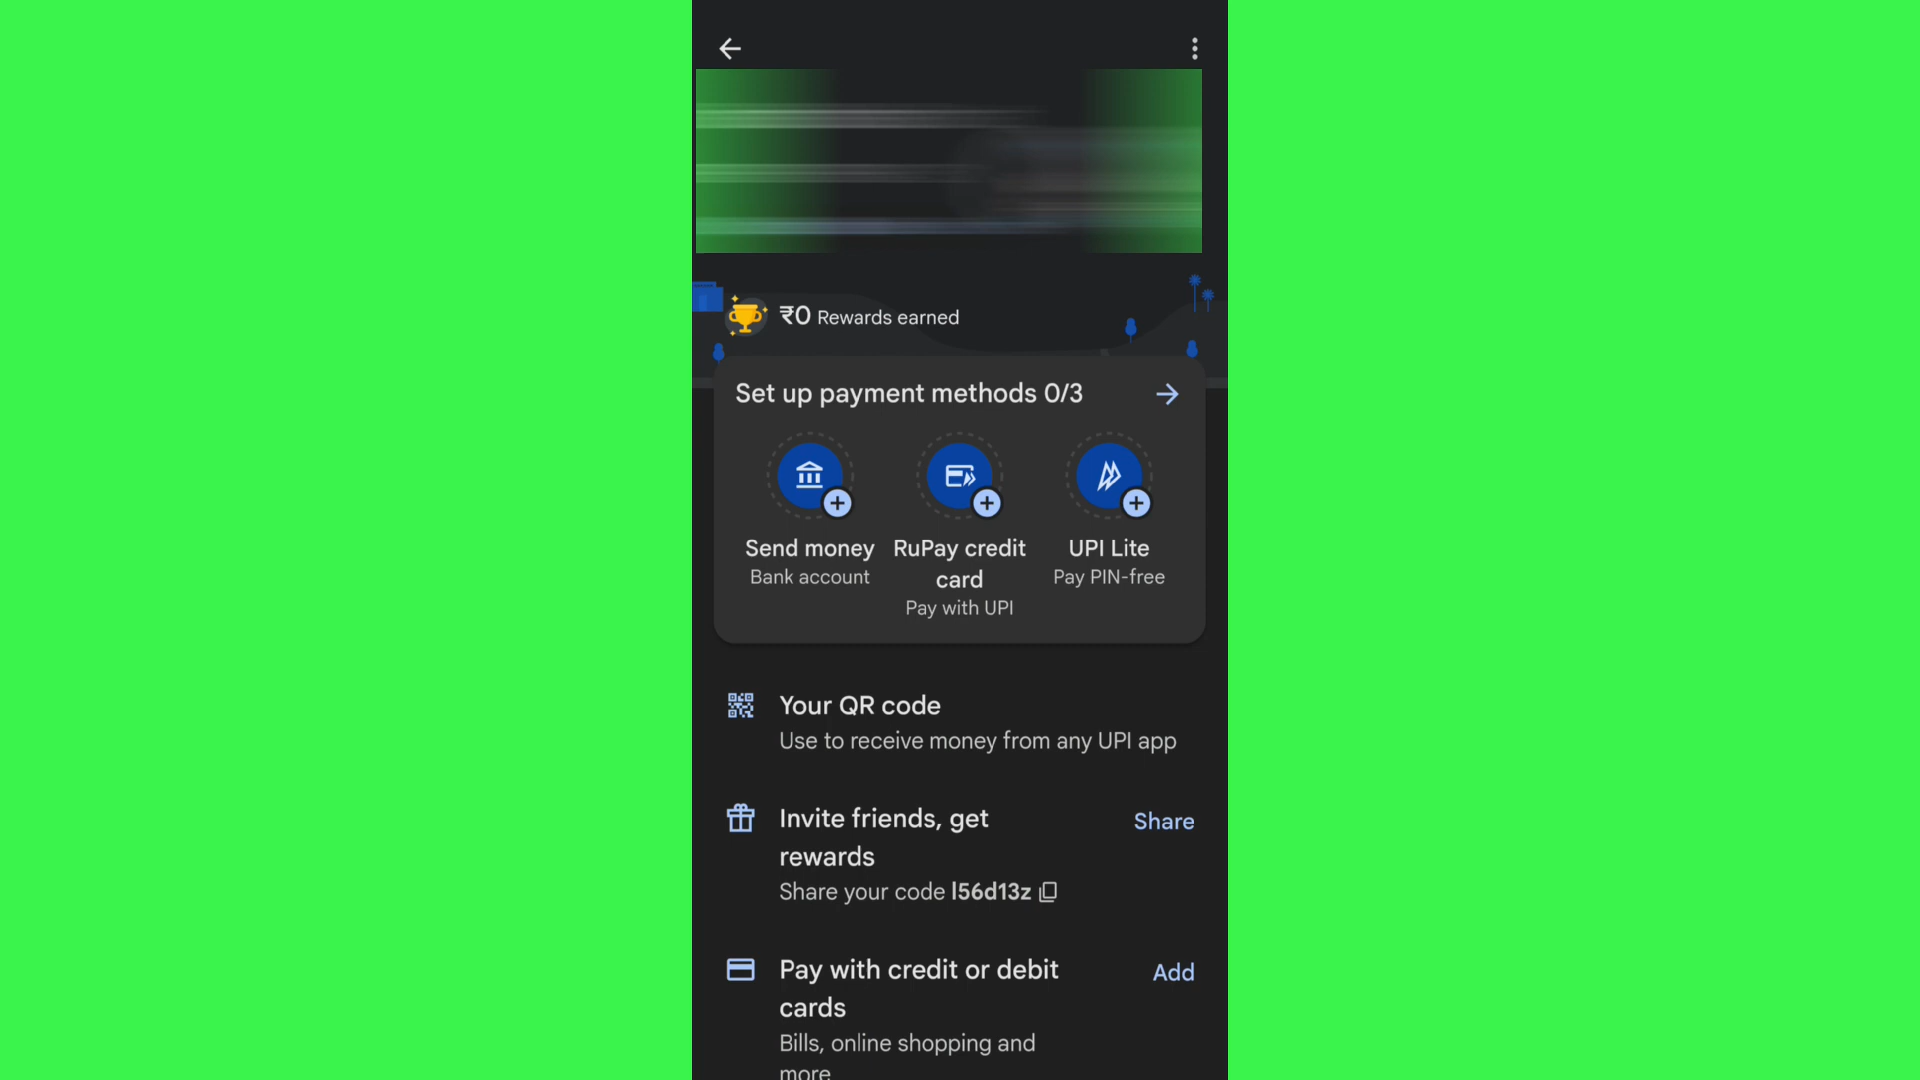 ₹0 Rewards earned
Set up payment methods 0/3
Send money
Bank account
RuPay credit
card
Pay with UPI
UPI Lite
Pay PIN-free
Your QR code
Use to receive money from any UPI app
Invite friends, get
rewards
Share
Share your code l56d13z
Pay with credit or debit
cards
Add
Bills, online shopping and
more